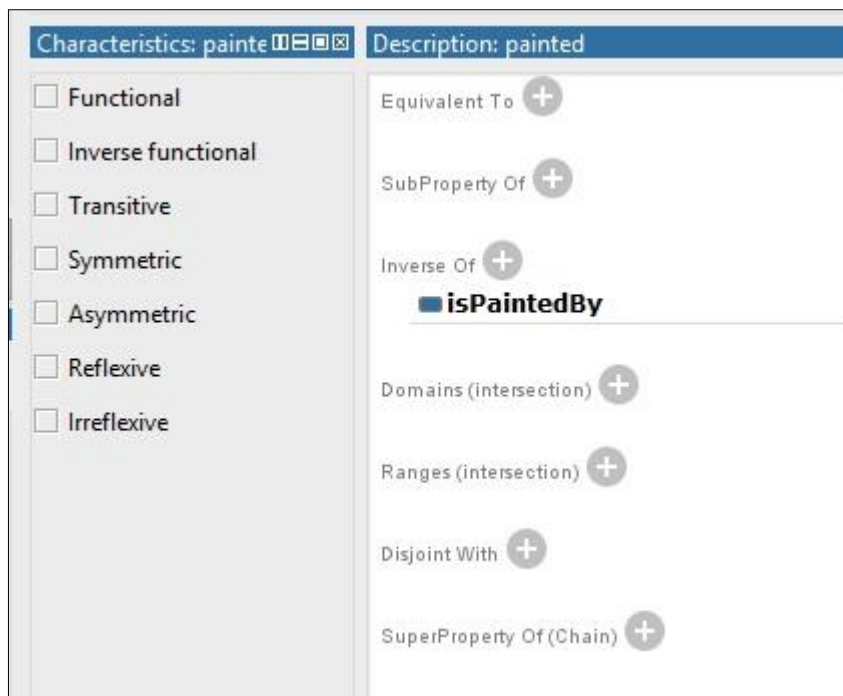 Characteristics: painte
Functional
Inverse functional
Transitive
Symmetric
Asymmetric
Reflexive
Irreflexive
Description: painted
Equivalent To
SubProperty Of
Inverse Of
isPaintedBy
Domains (intersection)
Ranges (intersection)
Disjoint With
SuperProperty Of (Chain)